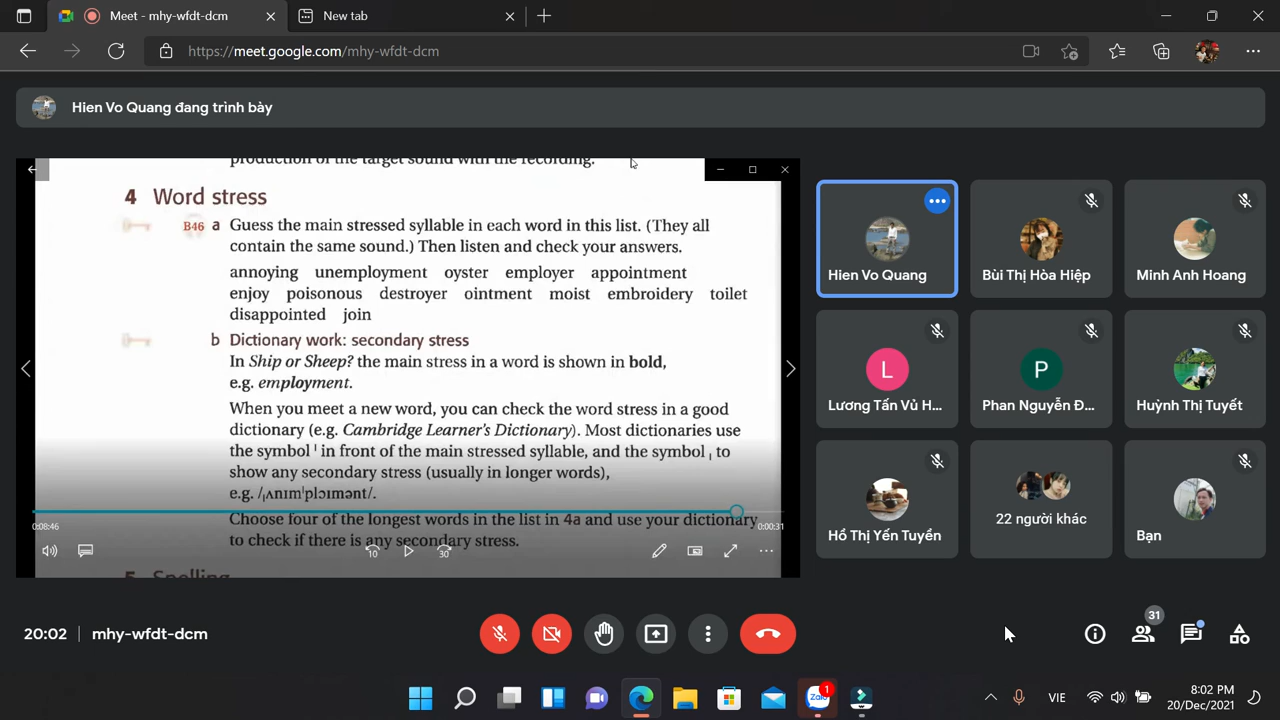 Meet - mhy-wfdt-dcm
New tab
https://meet.google.com/mhy-wfdt-dcm
Hien Vo Quang đang trình bày
production of the target sound with the recording.
4 Word stress
B46 a Guess the main stressed syllable in each word in this list. (They all
contain the same sound.) Then listen and check your answers.
annoying unemployment oyster employer appointment
enjoy poisonous destroyer ointment moist embroidery toilet
disappointed join
b Dictionary work: secondary stress
In Ship or Sheep? the main stress in a word is shown in bold,
e.g. employment.
When you meet a new word, you can check the word stress in a good
dictionary (e.g. Cambridge Learner's Dictionary). Most dictionaries use
the symbol ˈ in front of the main stressed syllable, and the symbol ˌ to
show any secondary stress (usually in longer words),
e.g. /ˌʌnɪmˈplɔɪmənt/.
Choose four of the longest words in the list in 4a and use your dictionary
to check if there is any secondary stress.
5 Spelling
0:08:46
0:00:31
10
30
Hien Vo Quang
Bùi Thị Hòa Hiệp
Minh Anh Hoang
L
Lương Tấn Vủ H...
P
Phan Nguyễn Đ...
Huỳnh Thị Tuyết
Hồ Thị Yến Tuyền
22 người khác
Bạn
20:02
mhy-wfdt-dcm
31
Zalo
1
VIE
8:02 PM
20/Dec/2021